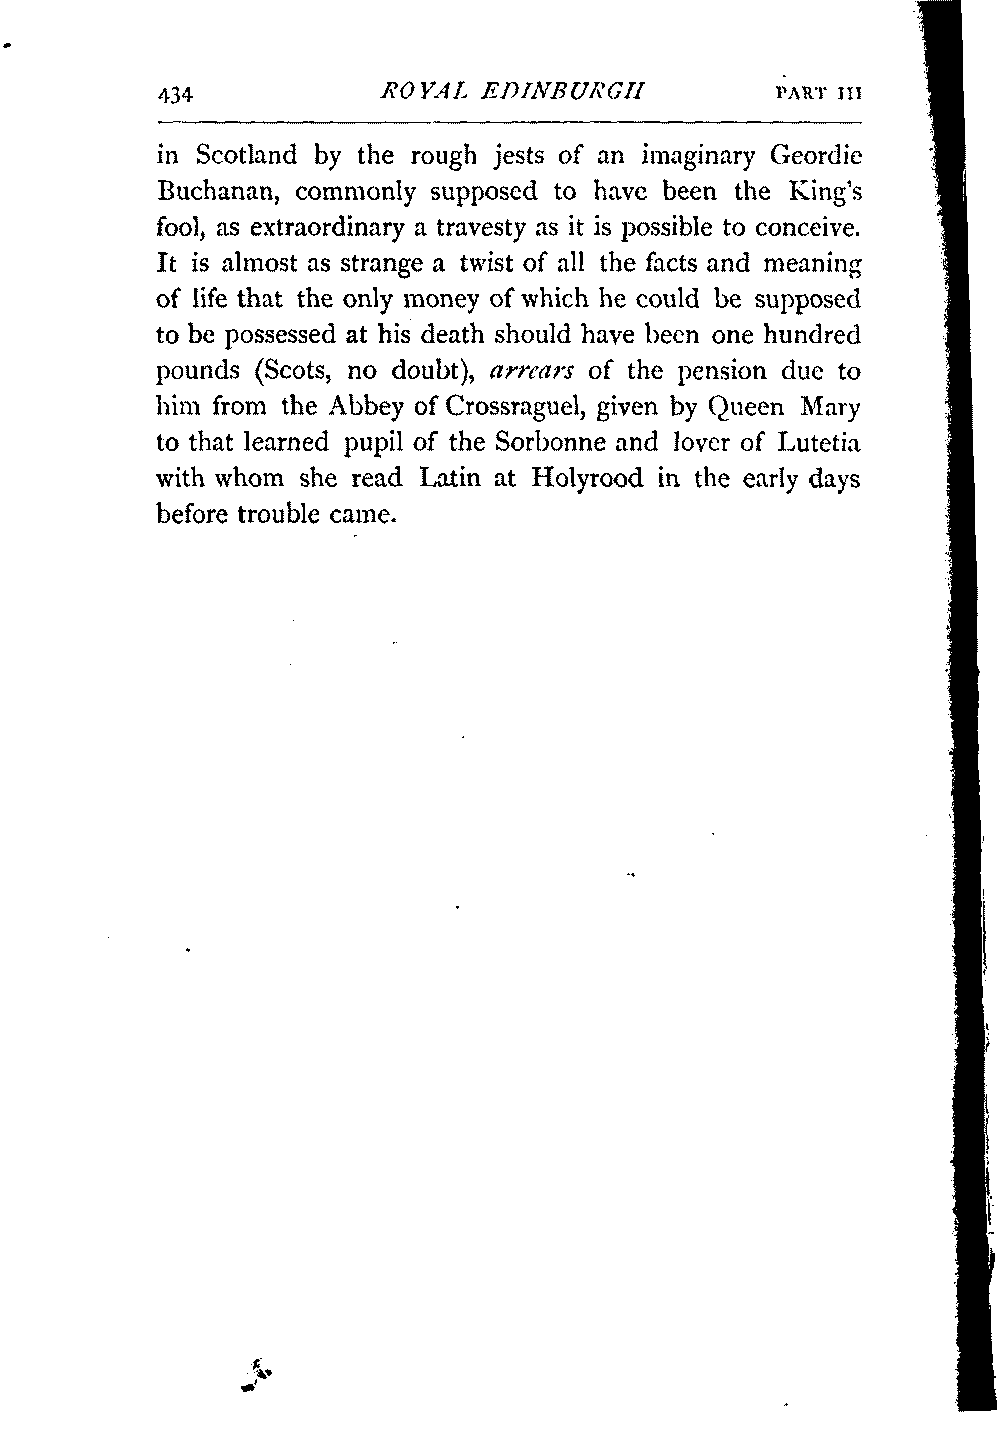 434 ROYAL EDINBURGH PART III
in Scotland by the rough jests of an imaginary Geordie
Buchanan, commonly supposed to have been the King's
fool, as extraordinary a travesty as it is possible to conceive.
It is almost as strange a twist of all the facts and meaning
of life that the only money of which he could be supposed
to be possessed at his death should have been one hundred
pounds (Scots, no doubt), arrears of the pension due to
him from the Abbey of Crossraguel, given by Queen Mary
to that learned pupil of the Sorbonne and lover of Lutetia
with whom she read Latin at Holyrood in the early days
before trouble came.